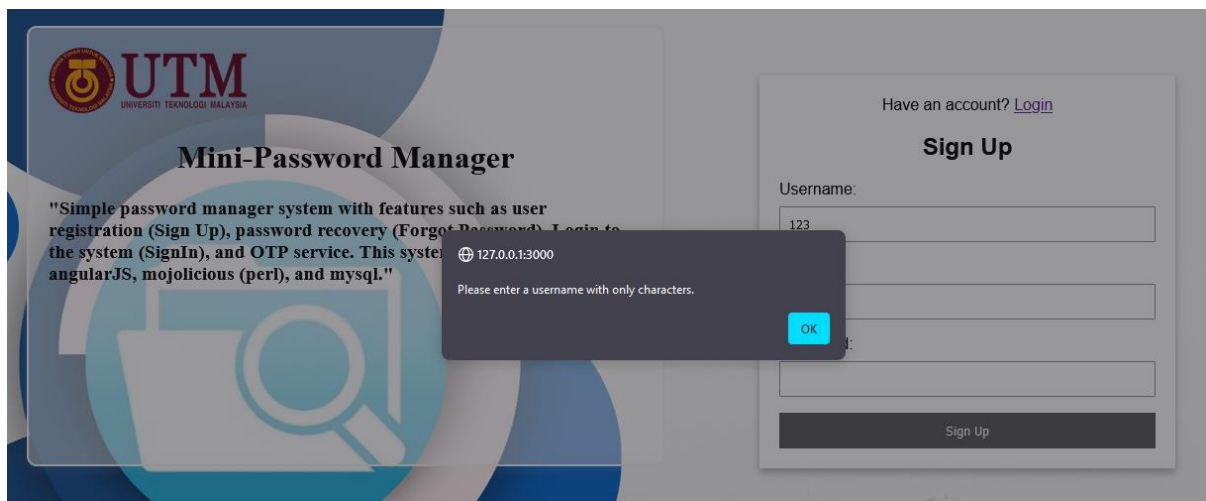 UTM
UNIVERSITI TEKNOLOGI MALAYSIA
Mini-Password Manager
"Simple password manager system with features such as user
registration (Sign Up), password recovery (Forgot Password), Login to
the system (SignIn), and OTP service. This syste
angularJS, mojolicious (perl), and mysql."
127.0.0.1:3000
Please enter a username with only characters.
OK
Have an account? Login
Sign Up
Username:
123
Sign Up